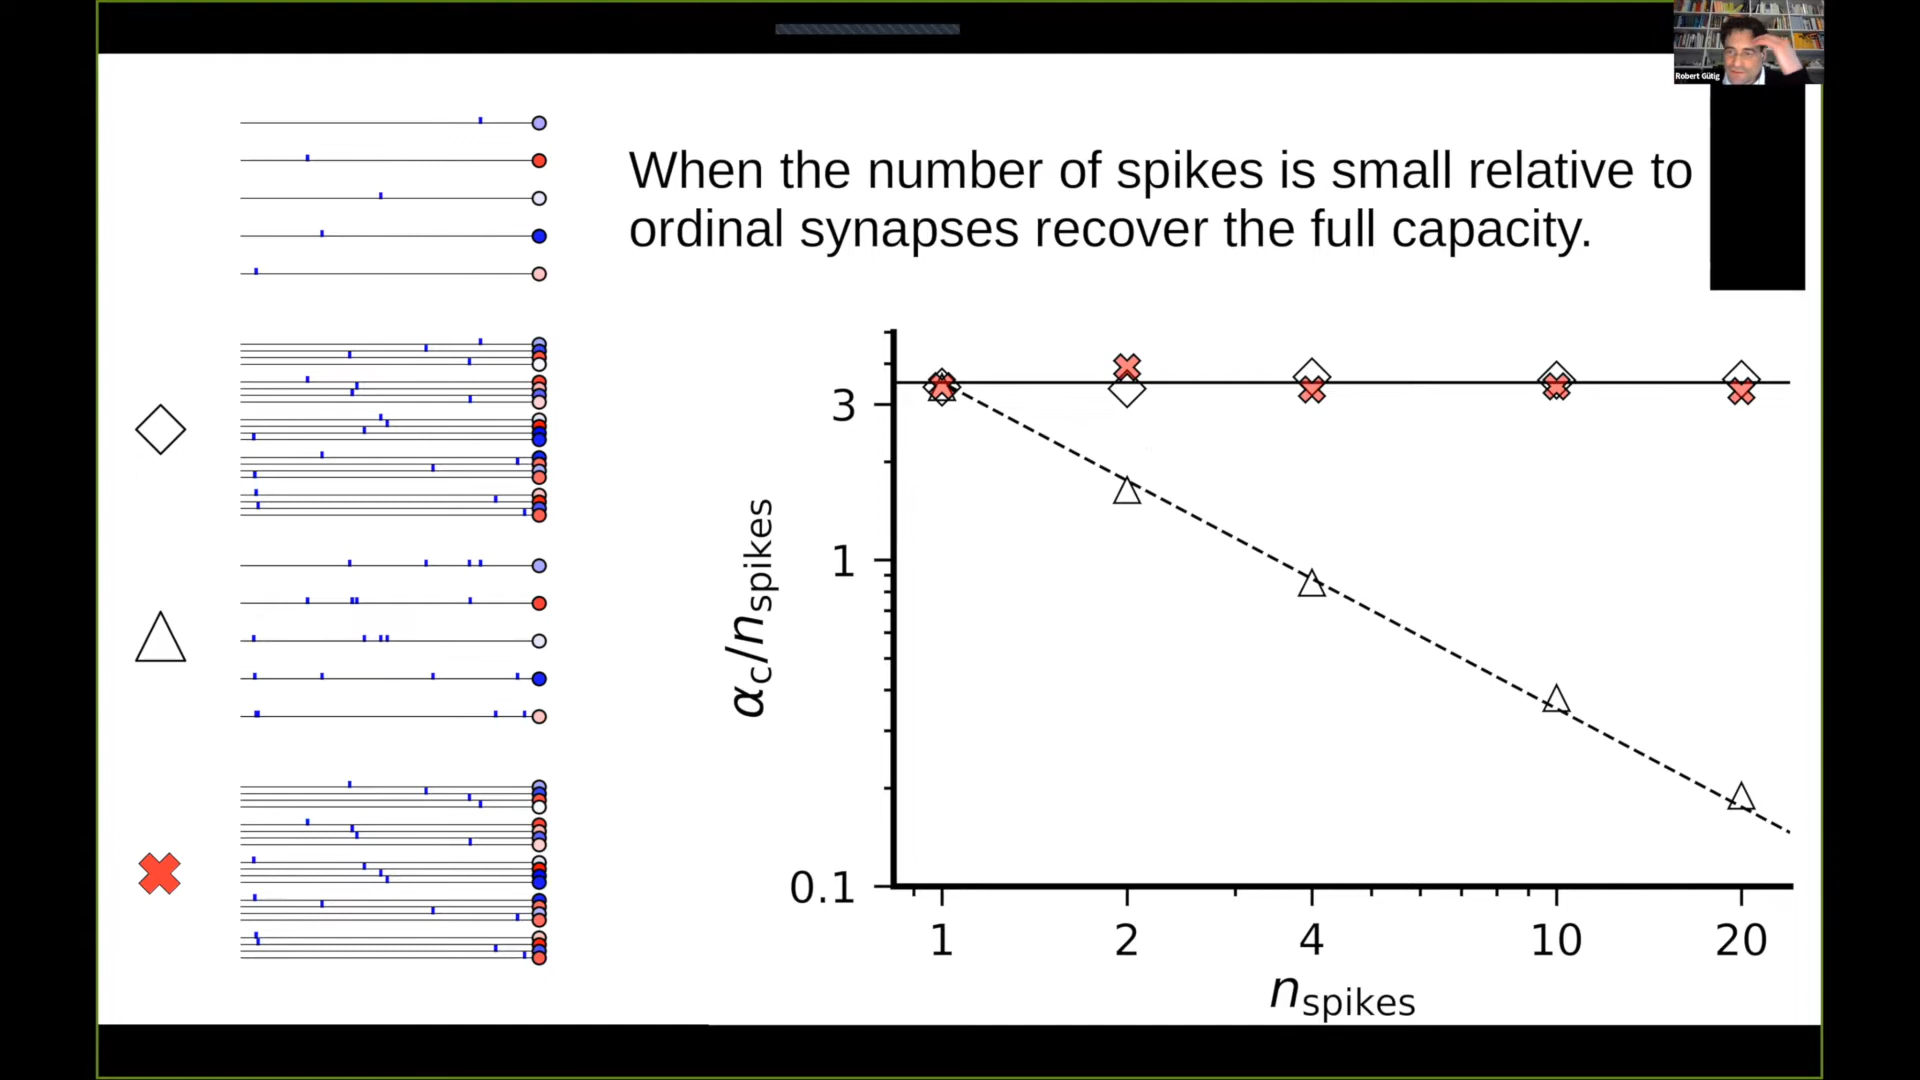 Robert Gütig
When the number of spikes is small relative to
ordinal synapses recover the full capacity.
3
1
0.1
αc/nspikes
1 2 4 10 20
nspikes